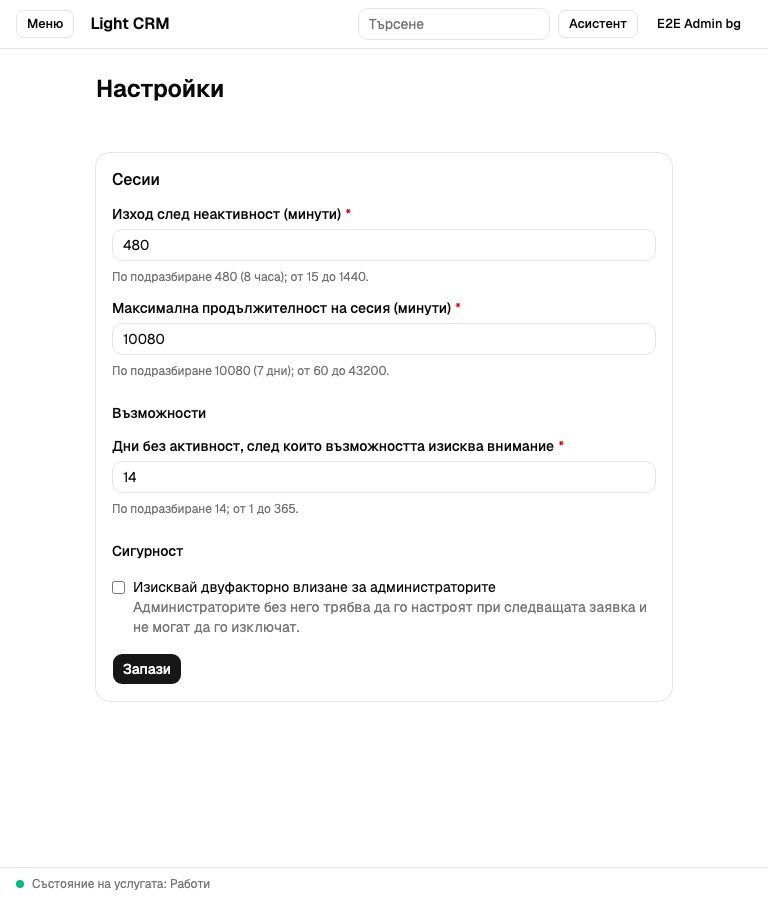 Меню
Light CRM
Търсене
Асистент
E2E Admin bg
Настройки
Сесии
Изход след неактивност (минути) *
480
По подразбиране 480 (8 часа); от 15 до 1440.
Максимална продължителност на сесия (минути) *
10080
По подразбиране 10080 (7 дни); от 60 до 43200.
Възможности
Дни без активност, след които възможността изисква внимание *
14
По подразбиране 14; от 1 до 365.
Сигурност
Изисквай двуфакторно влизане за администраторите
Администраторите без него трябва да го настроят при следващата заявка и
не могат да го изключат.
Запази
Състояние на услугата: Работи